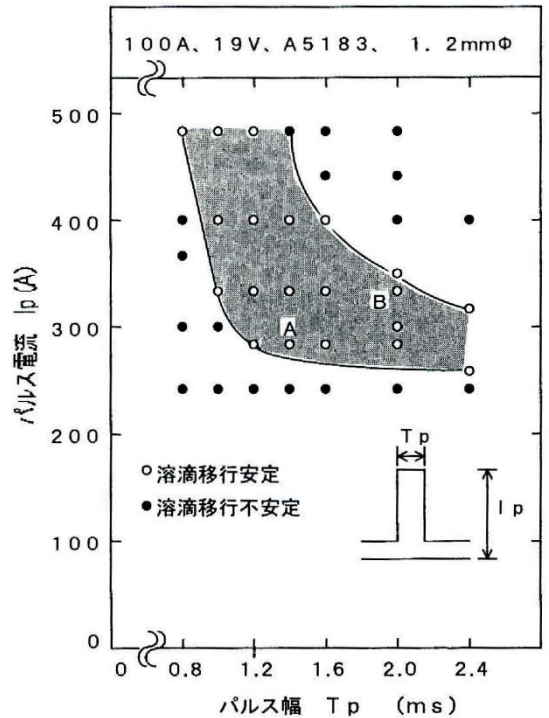 100A、19V、A5183、 1.2mmΦ
500
400
300
200
100
0
パルス電流 Ip(A)
A
B
Tp
Ip
○溶滴移行安定
●溶滴移行不安定
0 0.8 1.2 1.6 2.0 2.4
パルス幅 Tp (ms)